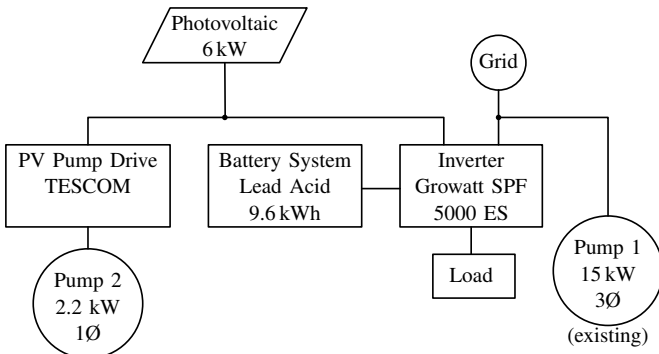 Photovoltaic
6 kW
Grid
PV Pump Drive
TESCOM
Battery System
Lead Acid
9.6 kWh
Inverter
Growatt SPF
5000 ES
Pump 2
2.2 kW
1Ø
Load
Pump 1
15 kW
3Ø
(existing)